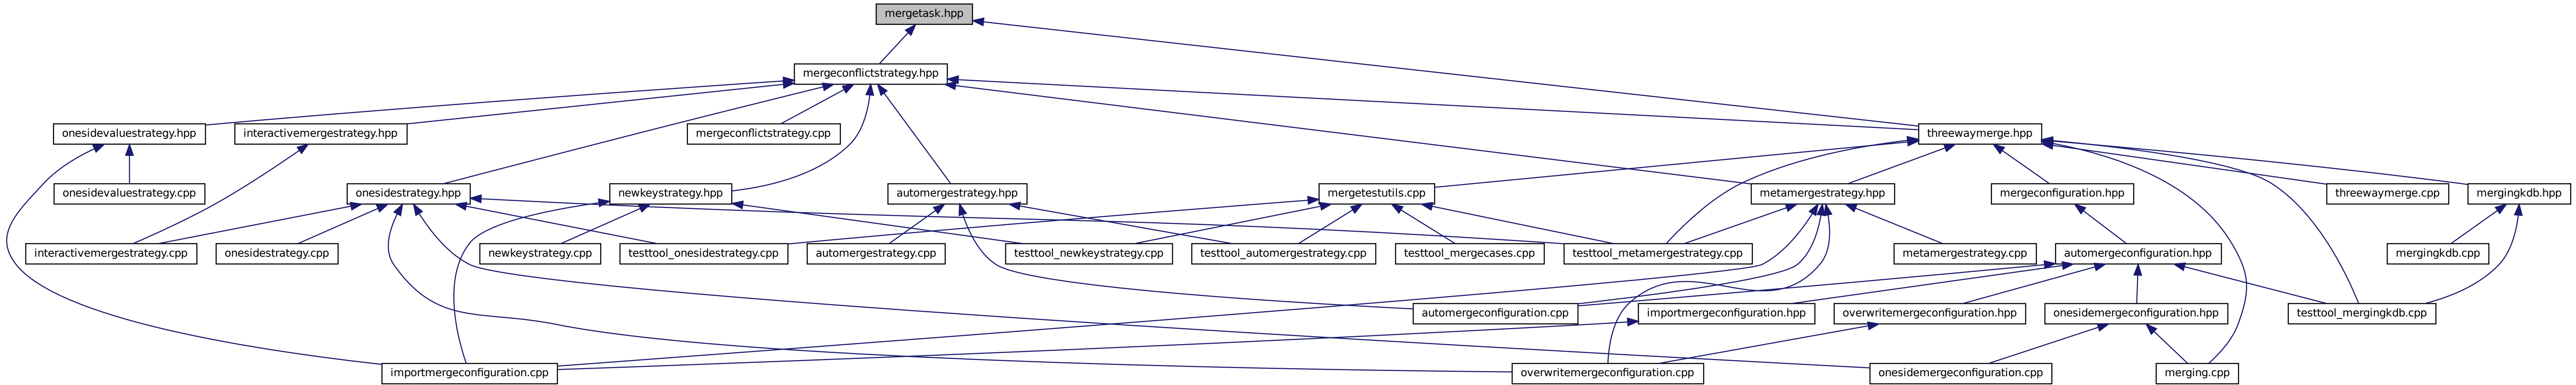 mergetask.hpp
mergeconflictstrategy.hpp
onesidevaluestrategy.hpp
interactivemergestrategy.hpp
mergeconflictstrategy.cpp
threewaymerge.hpp
onesidevaluestrategy.cpp
onesidestrategy.hpp
newkeystrategy.hpp
automergestrategy.hpp
mergetestutils.cpp
metamergestrategy.hpp
mergeconfiguration.hpp
threewaymerge.cpp
mergingkdb.hpp
interactivemergestrategy.cpp
onesidestrategy.cpp
newkeystrategy.cpp
testtool_onesidestrategy.cpp
automergestrategy.cpp
testtool_newkeystrategy.cpp
testtool_automergestrategy.cpp
testtool_mergecases.cpp
testtool_metamergestrategy.cpp
metamergestrategy.cpp
automergeconfiguration.hpp
mergingkdb.cpp
automergeconfiguration.cpp
importmergeconfiguration.hpp
overwritemergeconfiguration.hpp
onesidemergeconfiguration.hpp
testtool_mergingkdb.cpp
importmergeconfiguration.cpp
overwritemergeconfiguration.cpp
onesidemergeconfiguration.cpp
merging.cpp